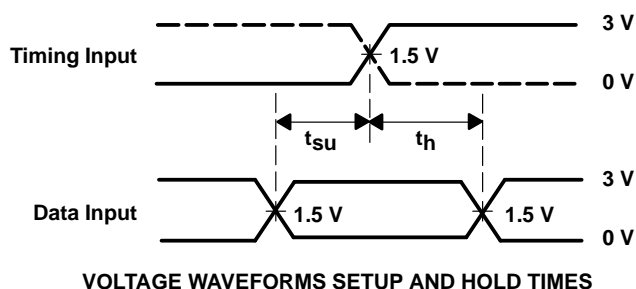 3 V
Timing Input
1.5 V
0 V
tsu
th
3 V
Data Input
1.5 V
1.5 V
0 V
VOLTAGE WAVEFORMS SETUP AND HOLD TIMES